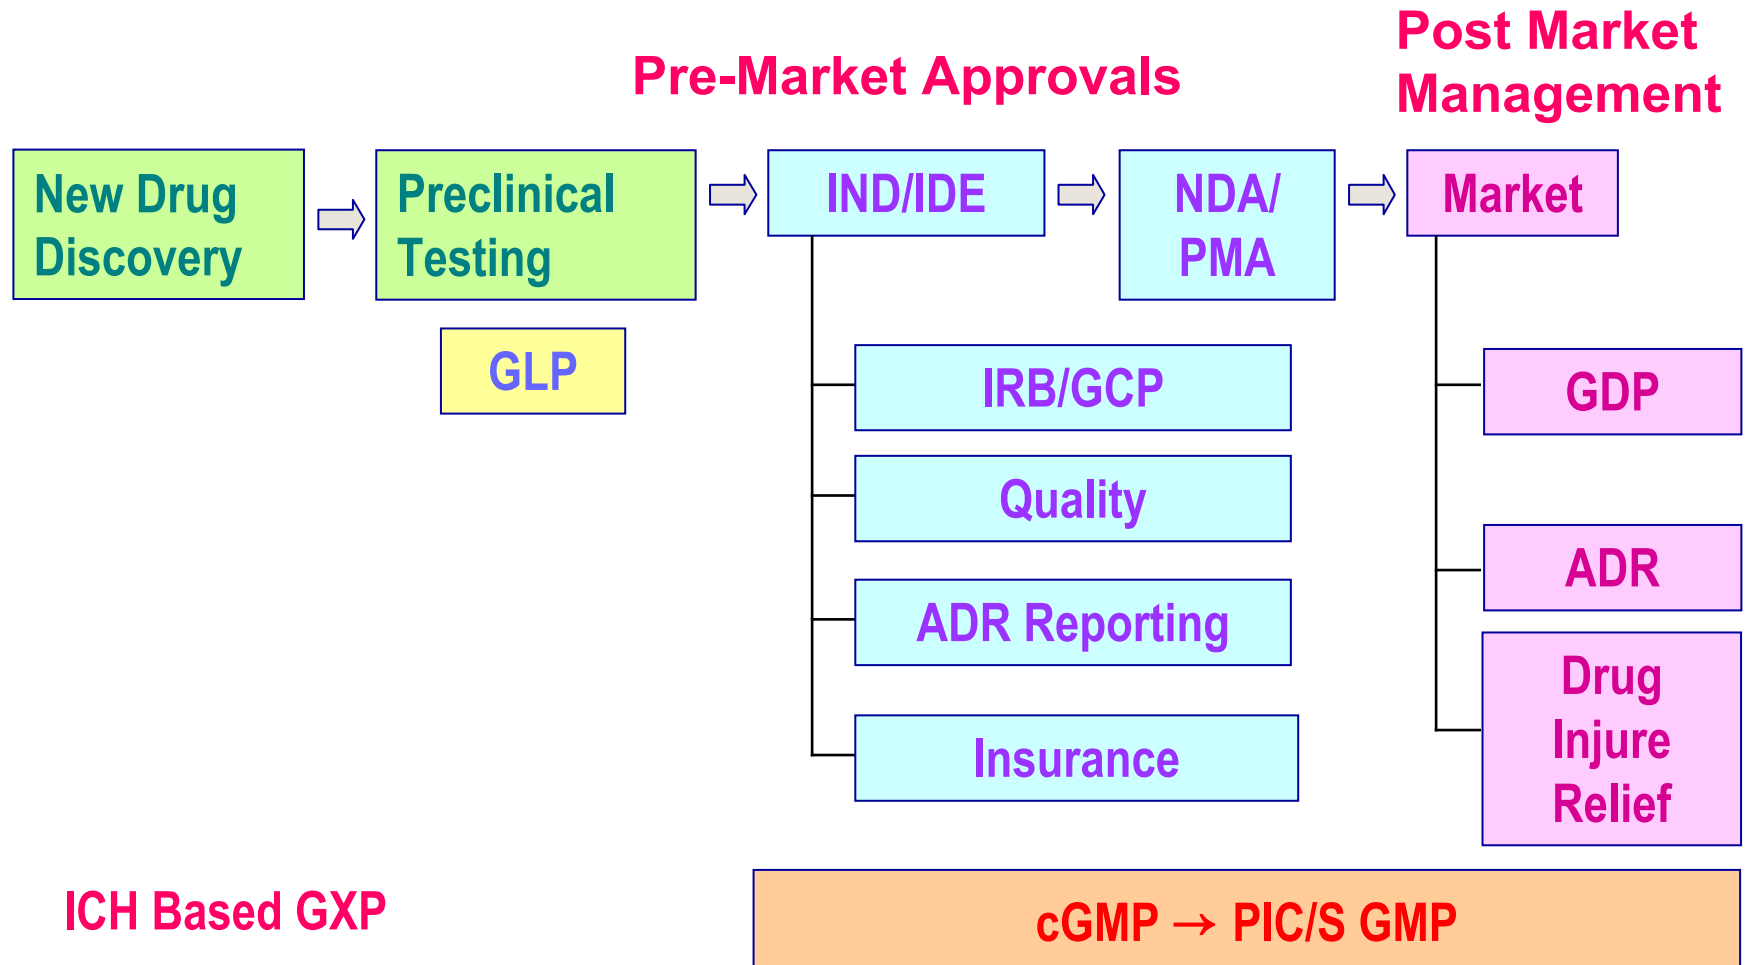 Post Market
Management
Pre-Market Approvals
New Drug
Discovery
Preclinical
Testing
IND/IDE
NDA/
PMA
Market
GLP
IRB/GCP
Quality
ADR Reporting
Insurance
GDP
ADR
Drug
Injure
Relief
ICH Based GXP
cGMP → PIC/S GMP